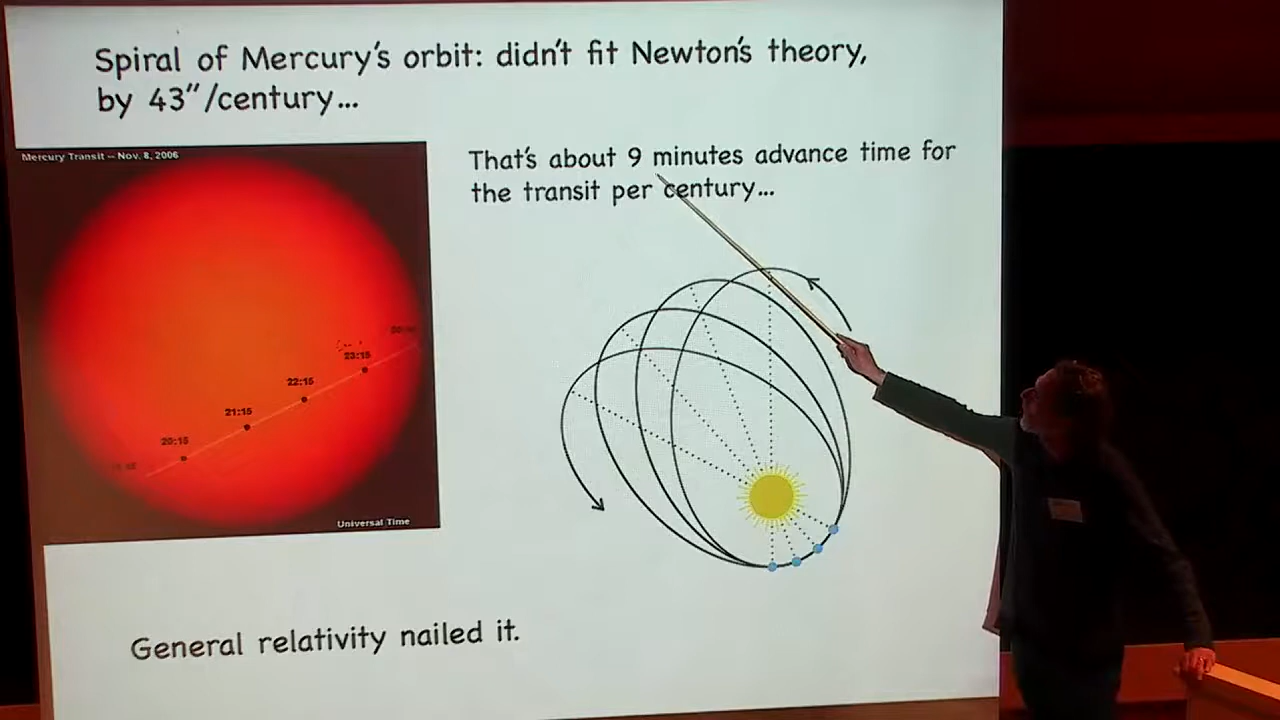 Spiral of Mercury's orbit: didn't fit Newton's theory,
by 43"/century...
Mercury Transit — Nov. 8, 2006
That's about 9 minutes advance time for
the transit per century...
23:15
22:15
21:15
20:15
Universal Time
General relativity nailed it.